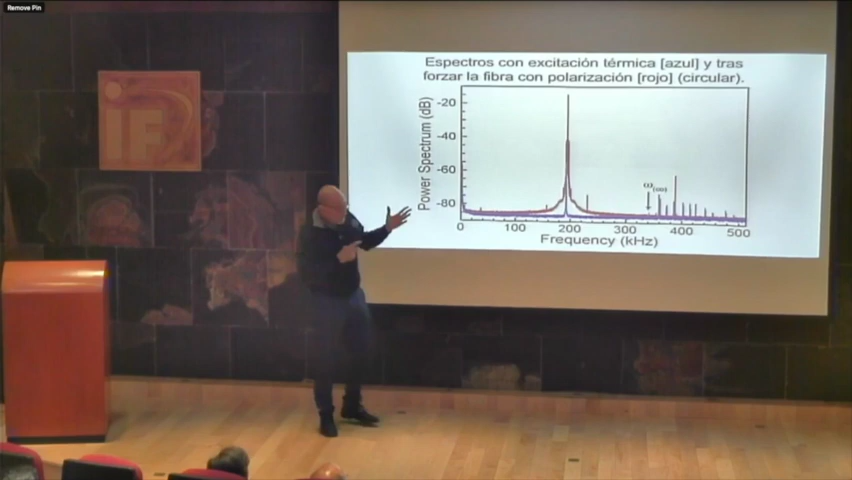 Remove Pin
iF
Espectros con excitación térmica [azul] y tras
forzar la fibra con polarización [rojo] (circular).
Power Spectrum (dB)
-20
-40
-60
-80
0
100
200
300
400
500
Frequency (kHz)